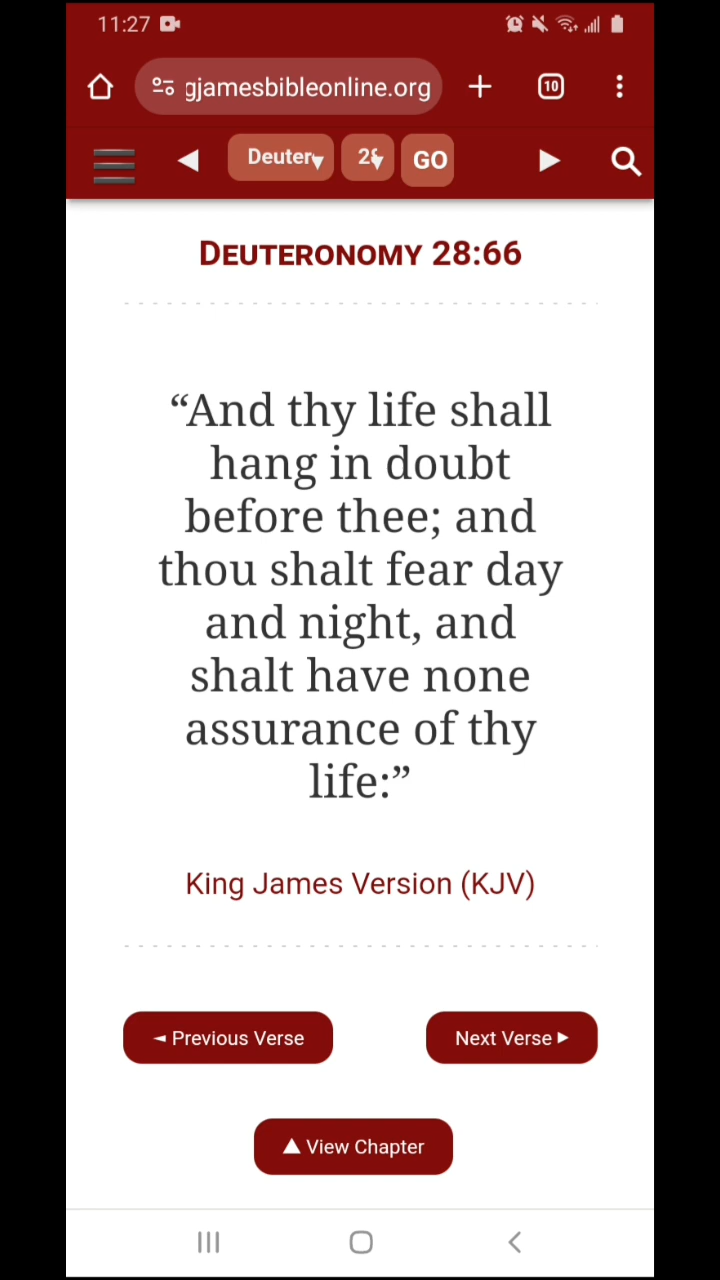 11:27
gjamesbibleonline.org
10
Deuter
GO
DEUTERONOMY 28:66
“And thy life shall
hang in doubt
before thee; and
thou shalt fear day
and night, and
shalt have none
assurance of thy
life:”
King James Version (KJV)
Previous Verse
Next Verse
View Chapter